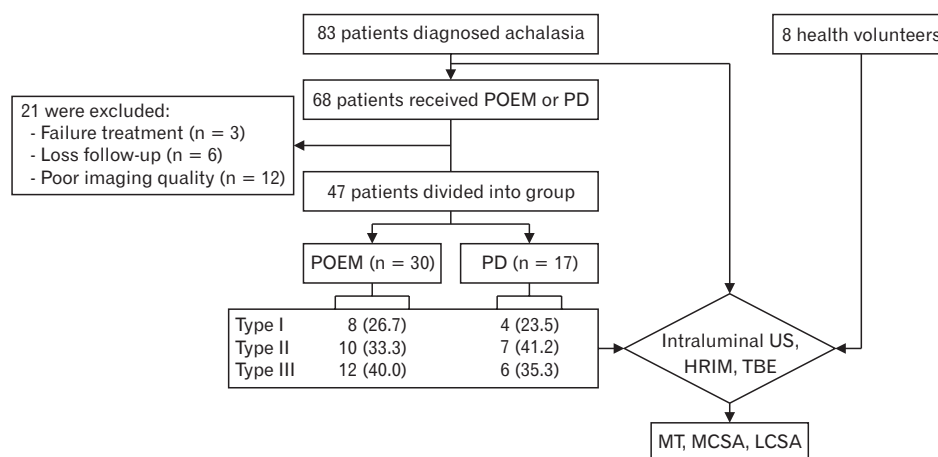 83 patients diagnosed achalasia
8 health volunteers
68 patients received POEM or PD
21 were excluded:
- Failure treatment (n = 3)
- Loss follow-up (n = 6)
- Poor imaging quality (n = 12)
47 patients divided into group
POEM (n = 30)
PD (n = 17)
Type I 8 (26.7) 4 (23.5)
Type II 10 (33.3) 7 (41.2)
Type III 12 (40.0) 6 (35.3)
Intraluminal US,
HRIM, TBE
MT, MCSA, LCSA